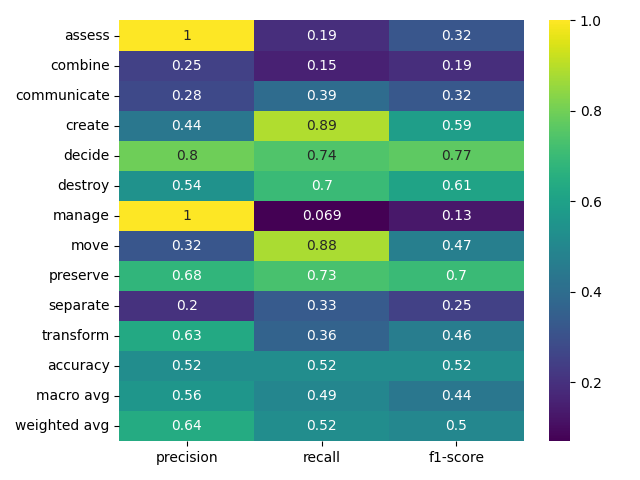 assess 1 0.19 0.32
combine 0.25 0.15 0.19
communicate 0.28 0.39 0.32
create 0.44 0.89 0.59
decide 0.8 0.74 0.77
destroy 0.54 0.7 0.61
manage 1 0.069 0.13
move 0.32 0.88 0.47
preserve 0.68 0.73 0.7
separate 0.2 0.33 0.25
transform 0.63 0.36 0.46
accuracy 0.52 0.52 0.52
macro avg 0.56 0.49 0.44
weighted avg 0.64 0.52 0.5
precision recall f1-score
1.0
0.8
0.6
0.4
0.2